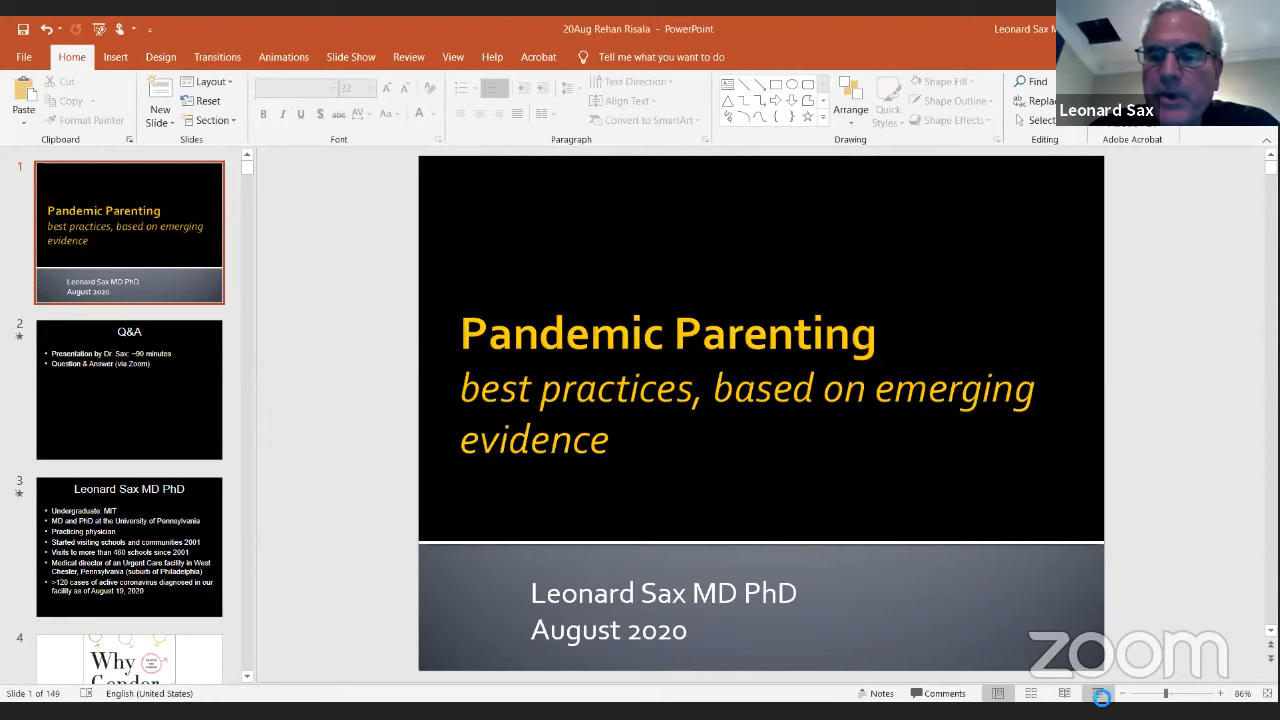 20Aug Rehan Risala - PowerPoint
Leonard Sax M
File Home Insert Design Transitions Animations Slide Show Review View Help Acrobat Tell me what you want to do
Leonard Sax
Paste
Cut
Copy
Format Painter
Clipboard
New Slide
Layout
Reset
Section
Slides
32
B I U S abc AV Aa A
Font
Text Direction
Align Text
Convert to SmartArt
Paragraph
Arrange
Quick Styles
Shape Fill
Shape Outline
Shape Effects
Drawing
Find
Replac
Select
Editing
Adobe Acrobat
1
Pandemic Parenting
best practices, based on emerging
evidence
Leonard Sax MD PhD
August 2020
2
Q&A
• Presentation by Dr. Sax: ~90 minutes
• Question & Answer (via Zoom)
3
Leonard Sax MD PhD
• Undergraduate: MIT
• MD and PhD at the University of Pennsylvania
• Practicing physician
• Started visiting schools and communities 2001
• Visits to more than 460 schools since 2001
• Medical director of an Urgent Care facility in West
Chester, Pennsylvania (suburb of Philadelphia)
• >120 cases of active coronavirus diagnosed in our
facility as of August 19, 2020
4
Why
Gender
Pandemic Parenting
best practices, based on emerging
evidence
Leonard Sax MD PhD
August 2020
zoom
Slide 1 of 149 English (United States) Notes Comments 86%